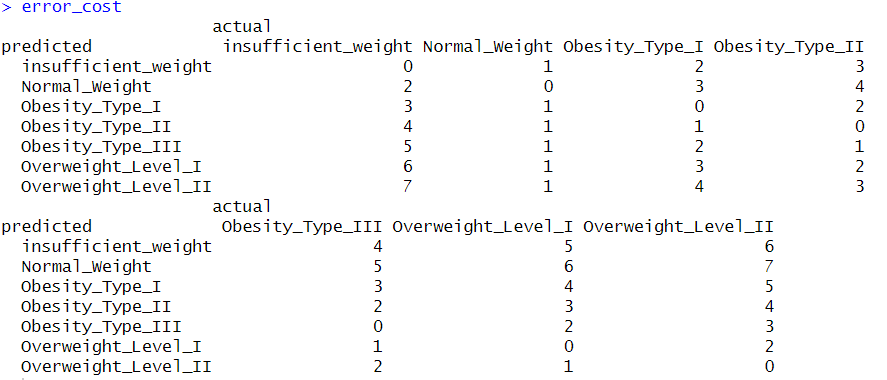 > error_cost
actual
predicted insufficient_weight Normal_Weight Obesity_Type_I Obesity_Type_II
insufficient_weight 0 1 2 3
Normal_Weight 2 0 3 4
Obesity_Type_I 3 1 0 2
Obesity_Type_II 4 1 1 0
Obesity_Type_III 5 1 2 1
Overweight_Level_I 6 1 3 2
Overweight_Level_II 7 1 4 3
actual
predicted Obesity_Type_III Overweight_Level_I Overweight_Level_II
insufficient_weight 4 5 6
Normal_Weight 5 6 7
Obesity_Type_I 3 4 5
Obesity_Type_II 2 3 4
Obesity_Type_III 0 2 3
Overweight_Level_I 1 0 2
Overweight_Level_II 2 1 0